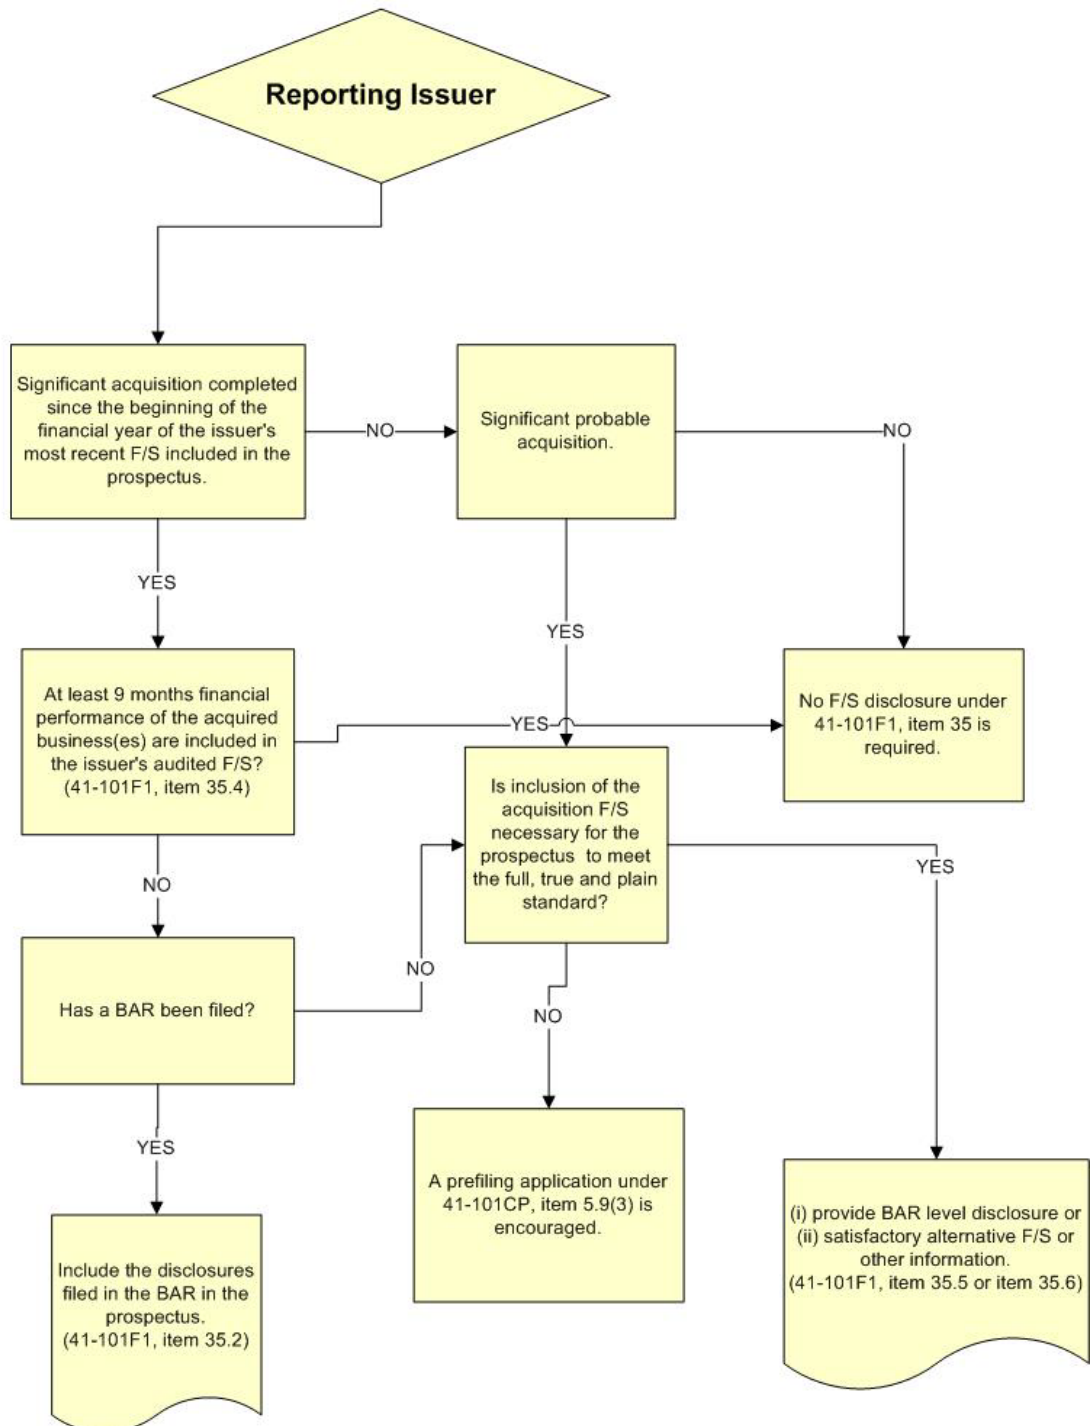 Reporting Issuer
Significant acquisition completed
since the beginning of the
financial year of the issuer's
most recent F/S included in the
prospectus.
NO
Significant probable
acquisition.
NO
YES
YES
At least 9 months financial
performance of the acquired
business(es) are included in
the issuer's audited F/S?
(41-101F1, item 35.4)
YES
No F/S disclosure under
41-101F1, item 35 is
required.
Is inclusion of the
acquisition F/S
necessary for the
prospectus to meet
the full, true and plain
standard?
YES
NO
Has a BAR been filed?
NO
NO
YES
A prefiling application under
41-101CP, item 5.9(3) is
encouraged.
(i) provide BAR level disclosure or
(ii) satisfactory alternative F/S or
other information.
(41-101F1, item 35.5 or item 35.6)
Include the disclosures
filed in the BAR in the
prospectus.
(41-101F1, item 35.2)